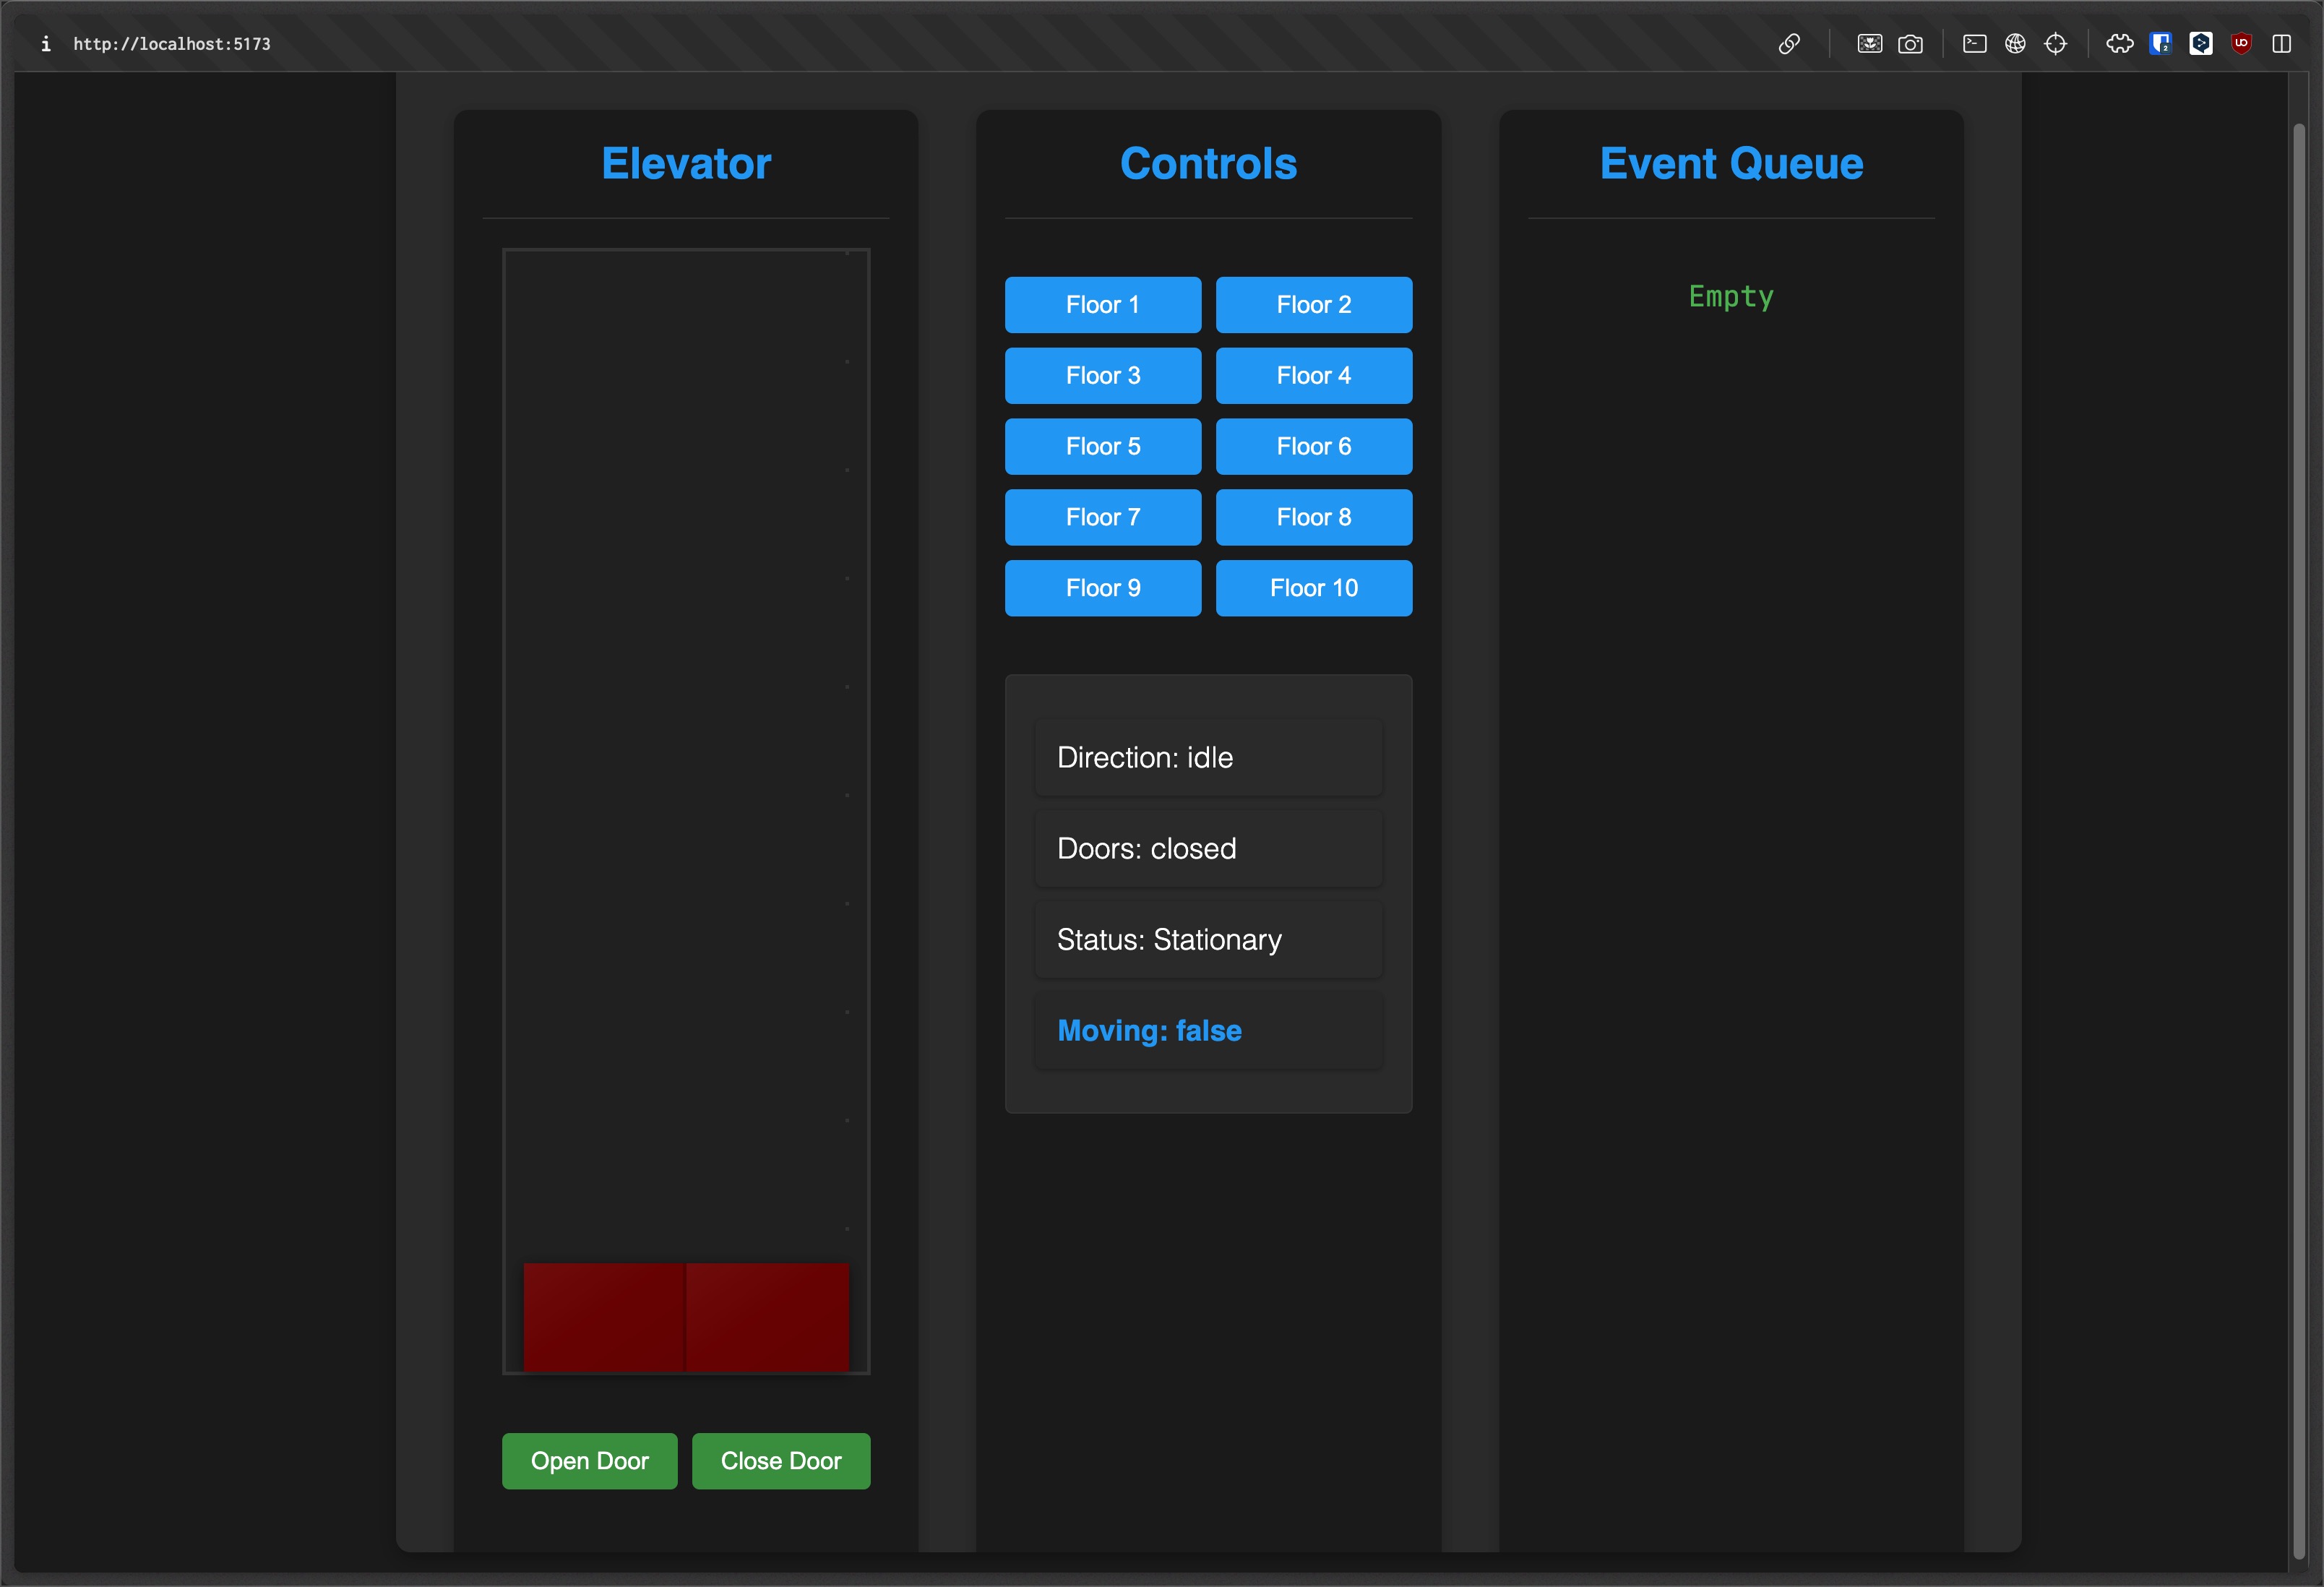 http://localhost:5173
Elevator
Open Door
Close Door
Controls
Floor 1
Floor 2
Floor 3
Floor 4
Floor 5
Floor 6
Floor 7
Floor 8
Floor 9
Floor 10
Direction: idle
Doors: closed
Status: Stationary
Moving: false
Event Queue
Empty